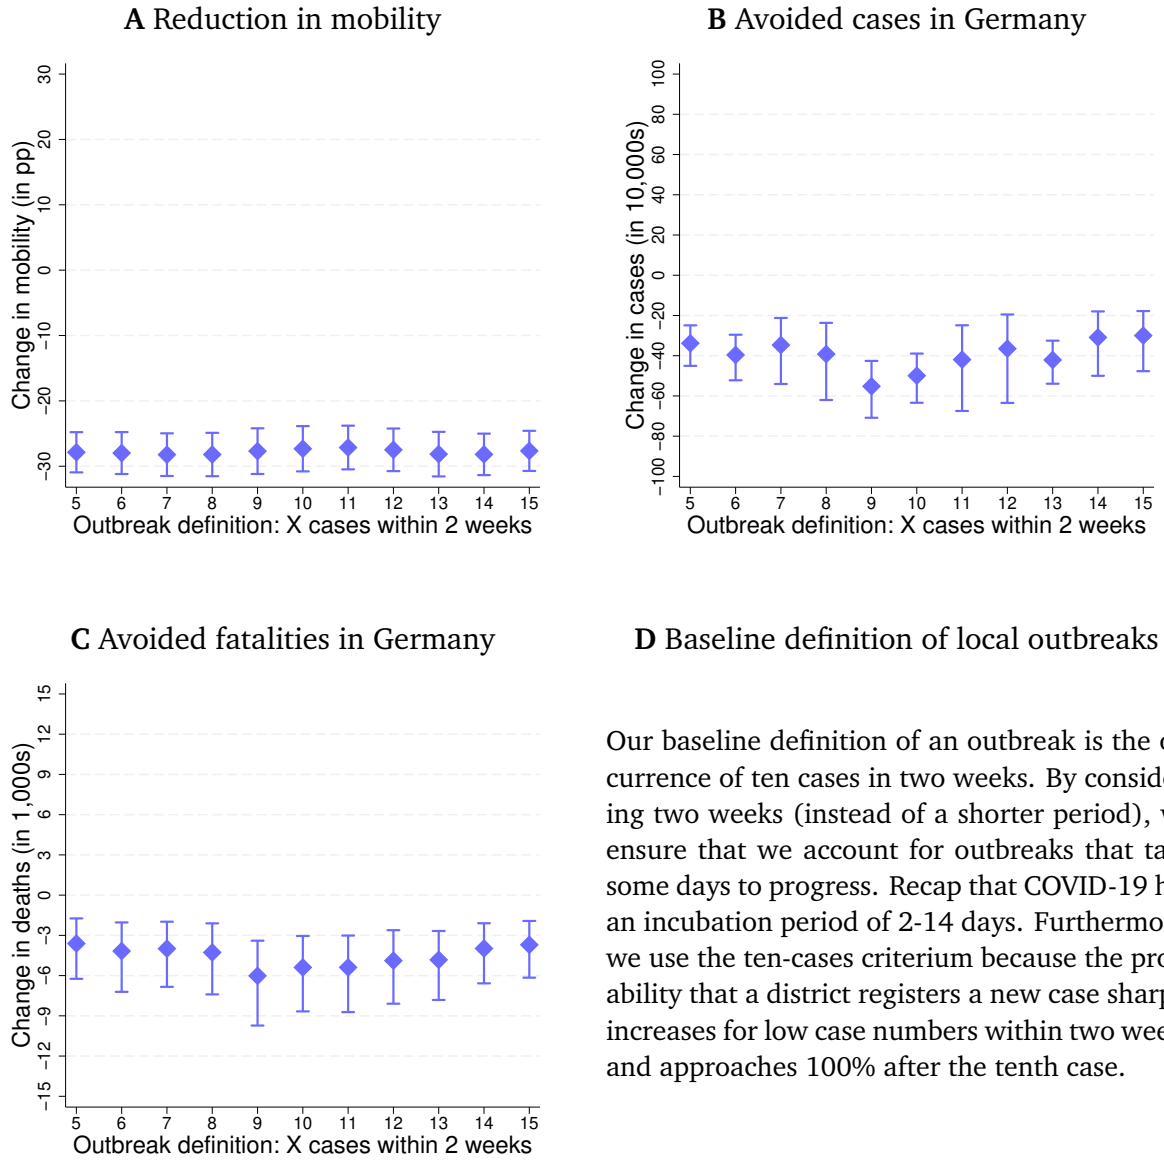 A Reduction in mobility
30
20
10
0
−10
−20
−30
Change in mobility (in pp)
5 6 7 8 9 10 11 12 13 14 15
Outbreak definition: X cases within 2 weeks
B Avoided cases in Germany
100
80
60
40
20
0
−20
−40
−60
−80
−100
Change in cases (in 10,000s)
5 6 7 8 9 10 11 12 13 14 15
Outbreak definition: X cases within 2 weeks
C Avoided fatalities in Germany
15
12
9
6
3
0
−3
−6
−9
−12
−15
Change in deaths (in 1,000s)
5 6 7 8 9 10 11 12 13 14 15
Outbreak definition: X cases within 2 weeks
D Baseline definition of local outbreaks
Our baseline definition of an outbreak is the
currence of ten cases in two weeks. By conside
ing two weeks (instead of a shorter period),
ensure that we account for outbreaks that ta
some days to progress. Recap that COVID-19 h
an incubation period of 2-14 days. Furthermo
we use the ten-cases criterium because the pro
ability that a district registers a new case sharp
increases for low case numbers within two wee
and approaches 100% after the tenth case.